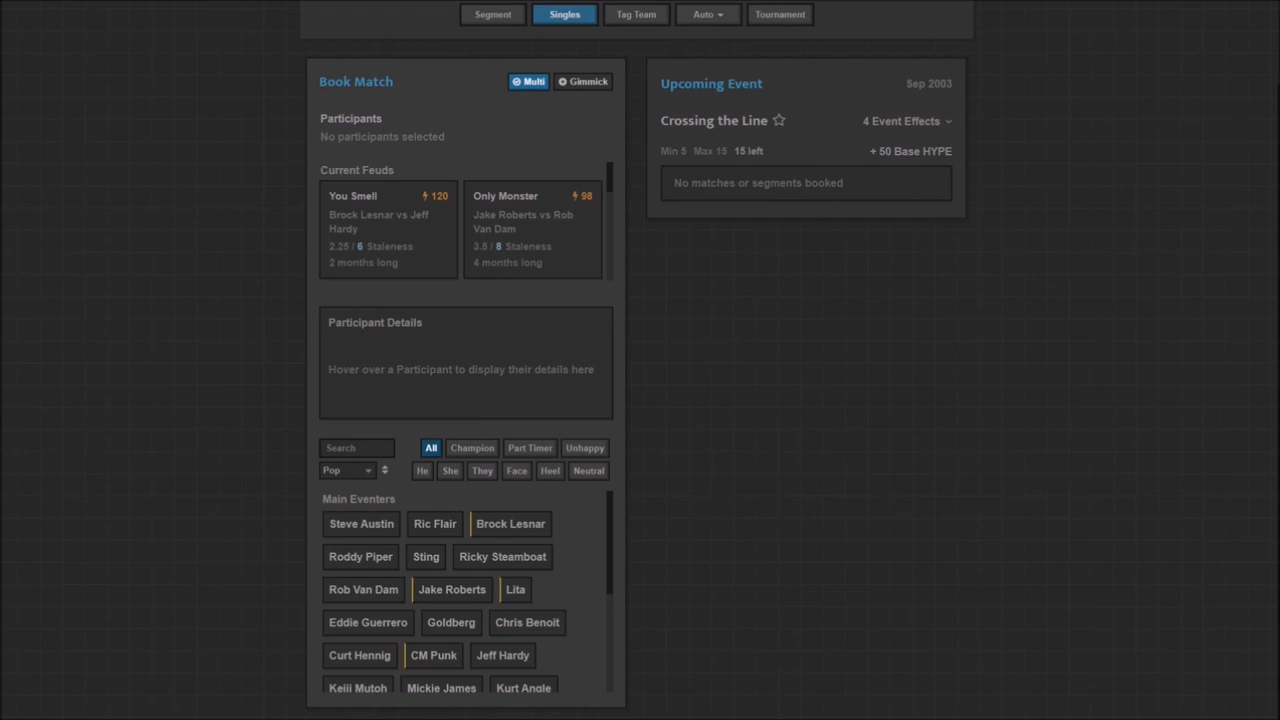 Segment Singles Tag Team Auto Tournament
Book Match Multi Gimmick
Participants
No participants selected
Current Feuds
You Smell 120
Brock Lesnar vs Jeff
Hardy
2.25 / 6 Staleness
2 months long
Only Monster 98
Jake Roberts vs Rob
Van Dam
3.5 / 8 Staleness
4 months long
Participant Details
Hover over a Participant to display their details here
Search All Champion Part Timer Unhappy
Pop He She They Face Heel Neutral
Main Eventers
Steve Austin Ric Flair Brock Lesnar
Roddy Piper Sting Ricky Steamboat
Rob Van Dam Jake Roberts Lita
Eddie Guerrero Goldberg Chris Benoit
Curt Hennig CM Punk Jeff Hardy
Keiji Mutoh Mickie James Kurt Angle
Upcoming Event Sep 2003
Crossing the Line 4 Event Effects
Min 5 Max 15 15 left + 50 Base HYPE
No matches or segments booked